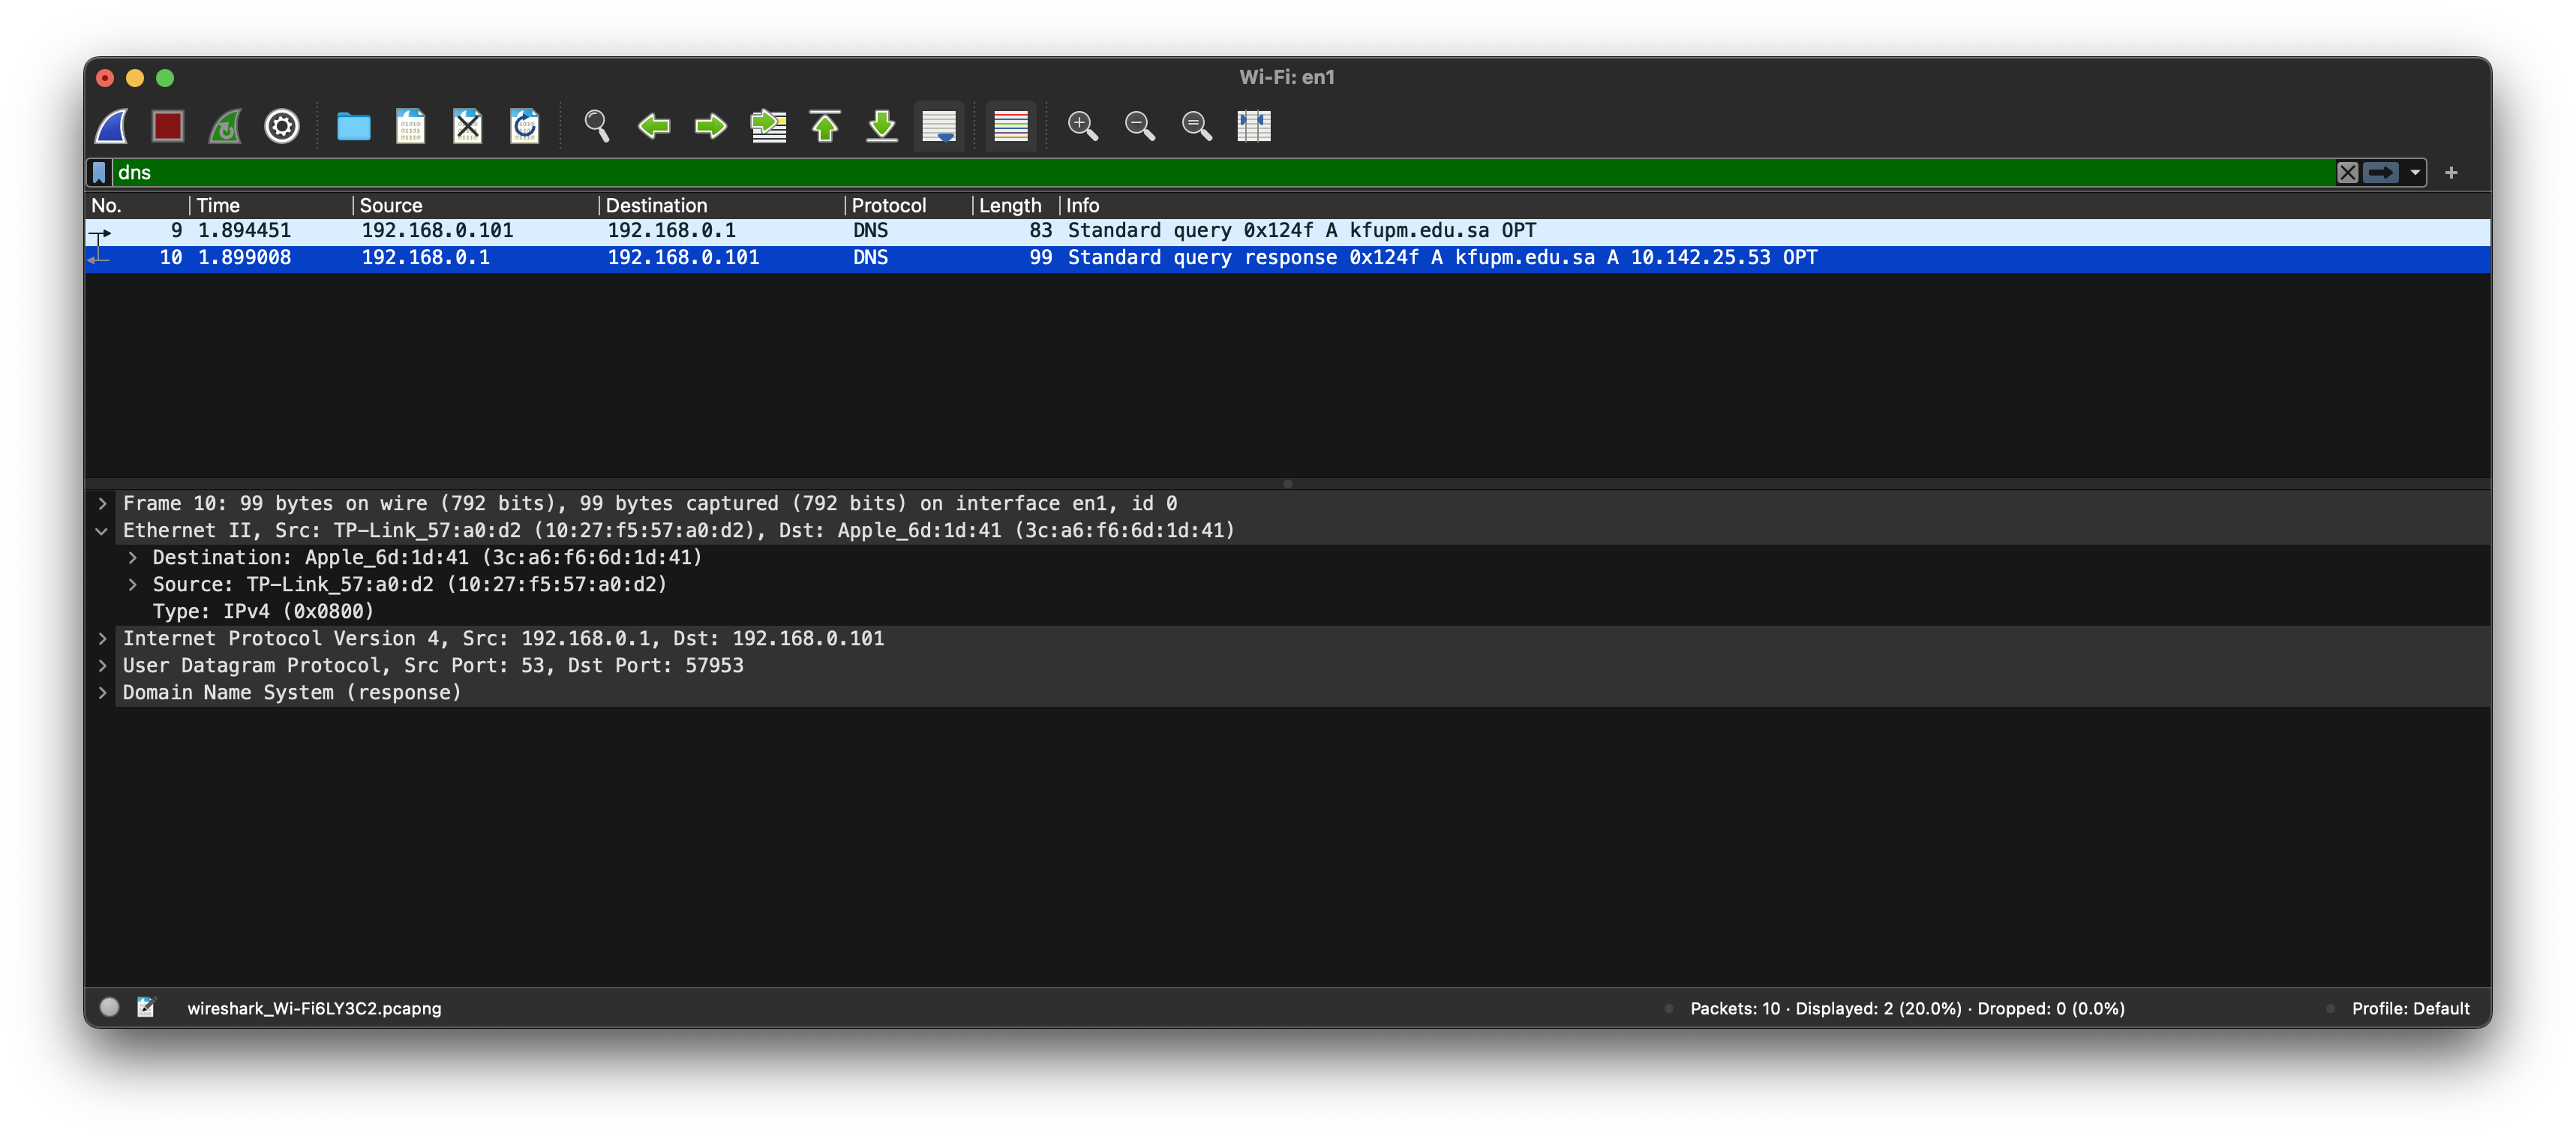 Wi-Fi: en1
dns
No. Time Source Destination Protocol Length Info
9 1.894451 192.168.0.101 192.168.0.1 DNS 83 Standard query 0x124f A kfupm.edu.sa OPT
10 1.899008 192.168.0.1 192.168.0.101 DNS 99 Standard query response 0x124f A kfupm.edu.sa A 10.142.25.53 OPT
Frame 10: 99 bytes on wire (792 bits), 99 bytes captured (792 bits) on interface en1, id 0
Ethernet II, Src: TP-Link_57:a0:d2 (10:27:f5:57:a0:d2), Dst: Apple_6d:1d:41 (3c:a6:f6:6d:1d:41)
Destination: Apple_6d:1d:41 (3c:a6:f6:6d:1d:41)
Source: TP-Link_57:a0:d2 (10:27:f5:57:a0:d2)
Type: IPv4 (0x0800)
Internet Protocol Version 4, Src: 192.168.0.1, Dst: 192.168.0.101
User Datagram Protocol, Src Port: 53, Dst Port: 57953
Domain Name System (response)
wireshark_Wi-Fi6LY3C2.pcapng
Packets: 10 · Displayed: 2 (20.0%) · Dropped: 0 (0.0%)
Profile: Default